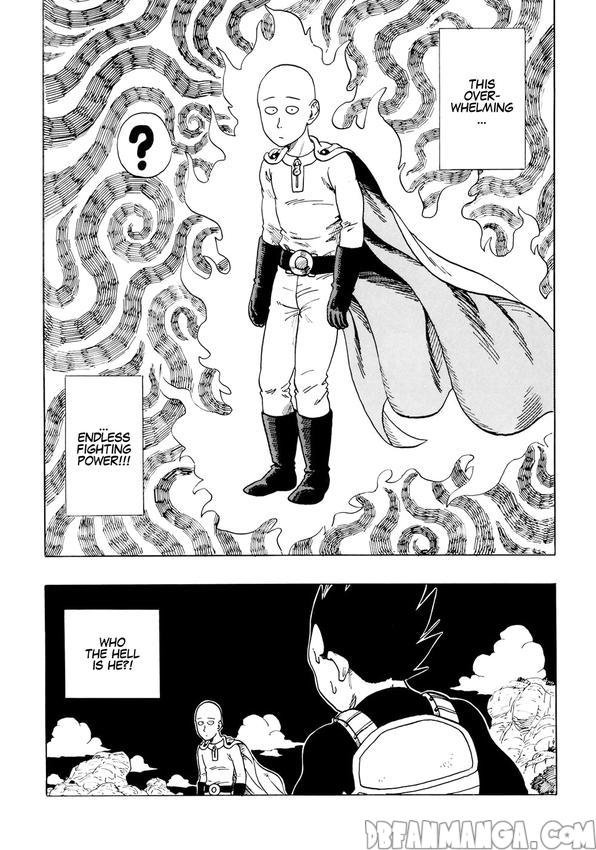 THIS
OVER-
WHELMING
...
?
...
ENDLESS
FIGHTING
POWER!!!
WHO
THE HELL
IS HE?!
DBFANMANGA.COM